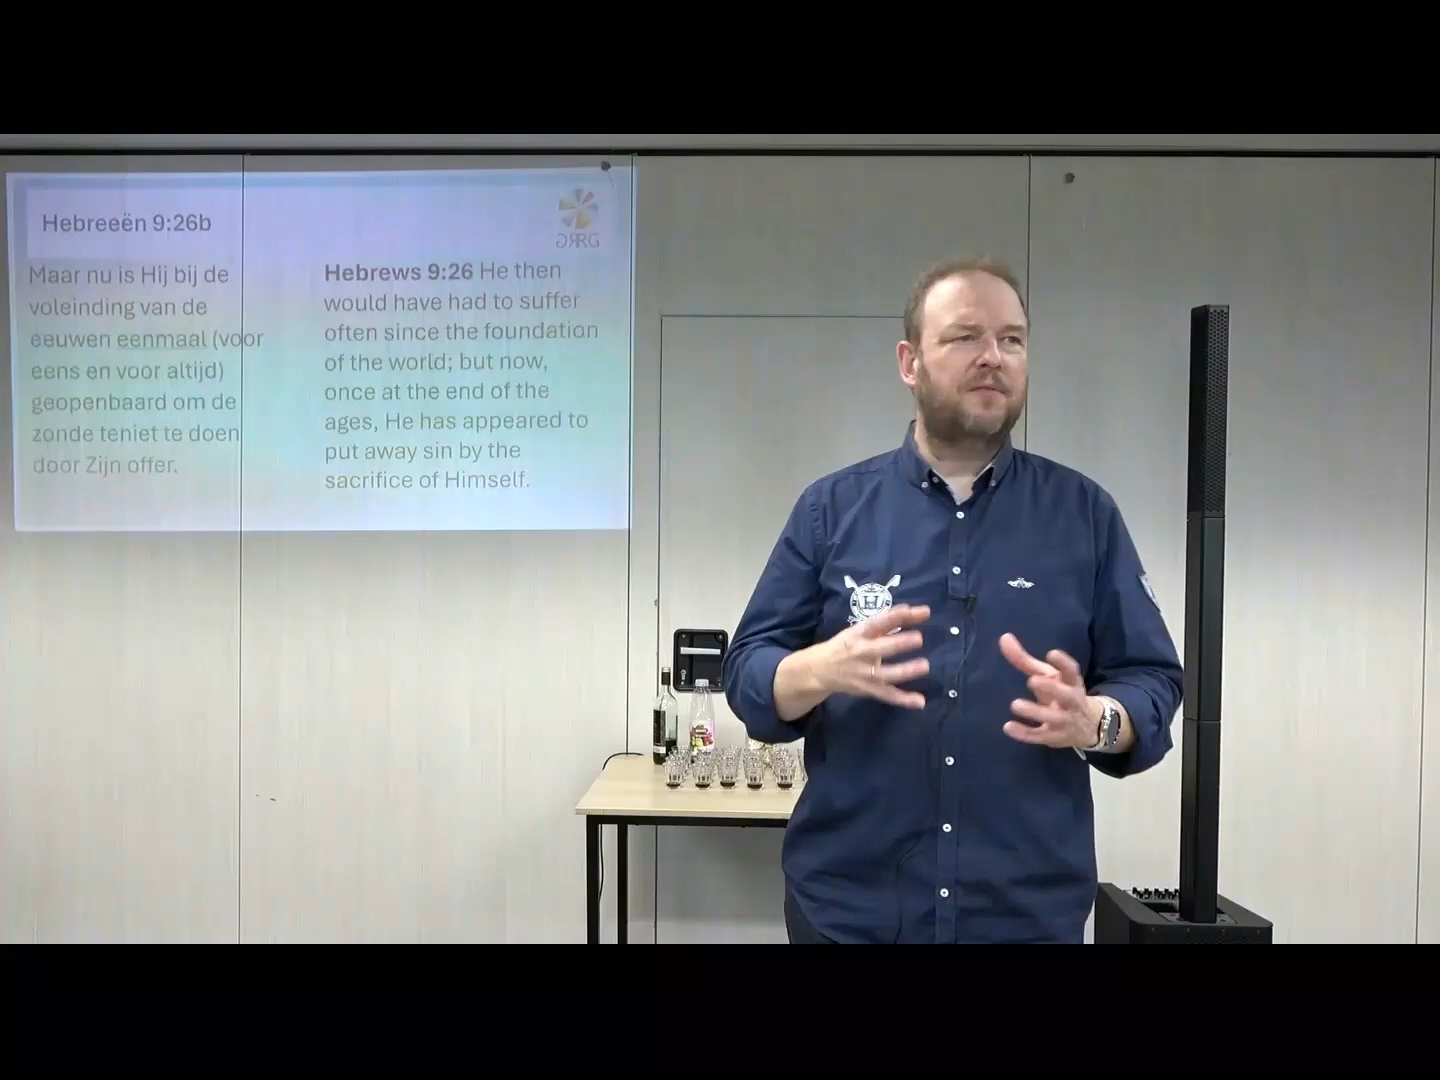 Hebreeën 9:26b
Maar nu is Hij bij de
voleinding van de
eeuwen eenmaal (voor
eens en voor altijd)
geopenbaard om de
zonde teniet te doen
door Zijn offer.
GRRG
Hebrews 9:26 He then
would have had to suffer
often since the foundation
of the world; but now,
once at the end of the
ages, He has appeared to
put away sin by the
sacrifice of Himself.
H